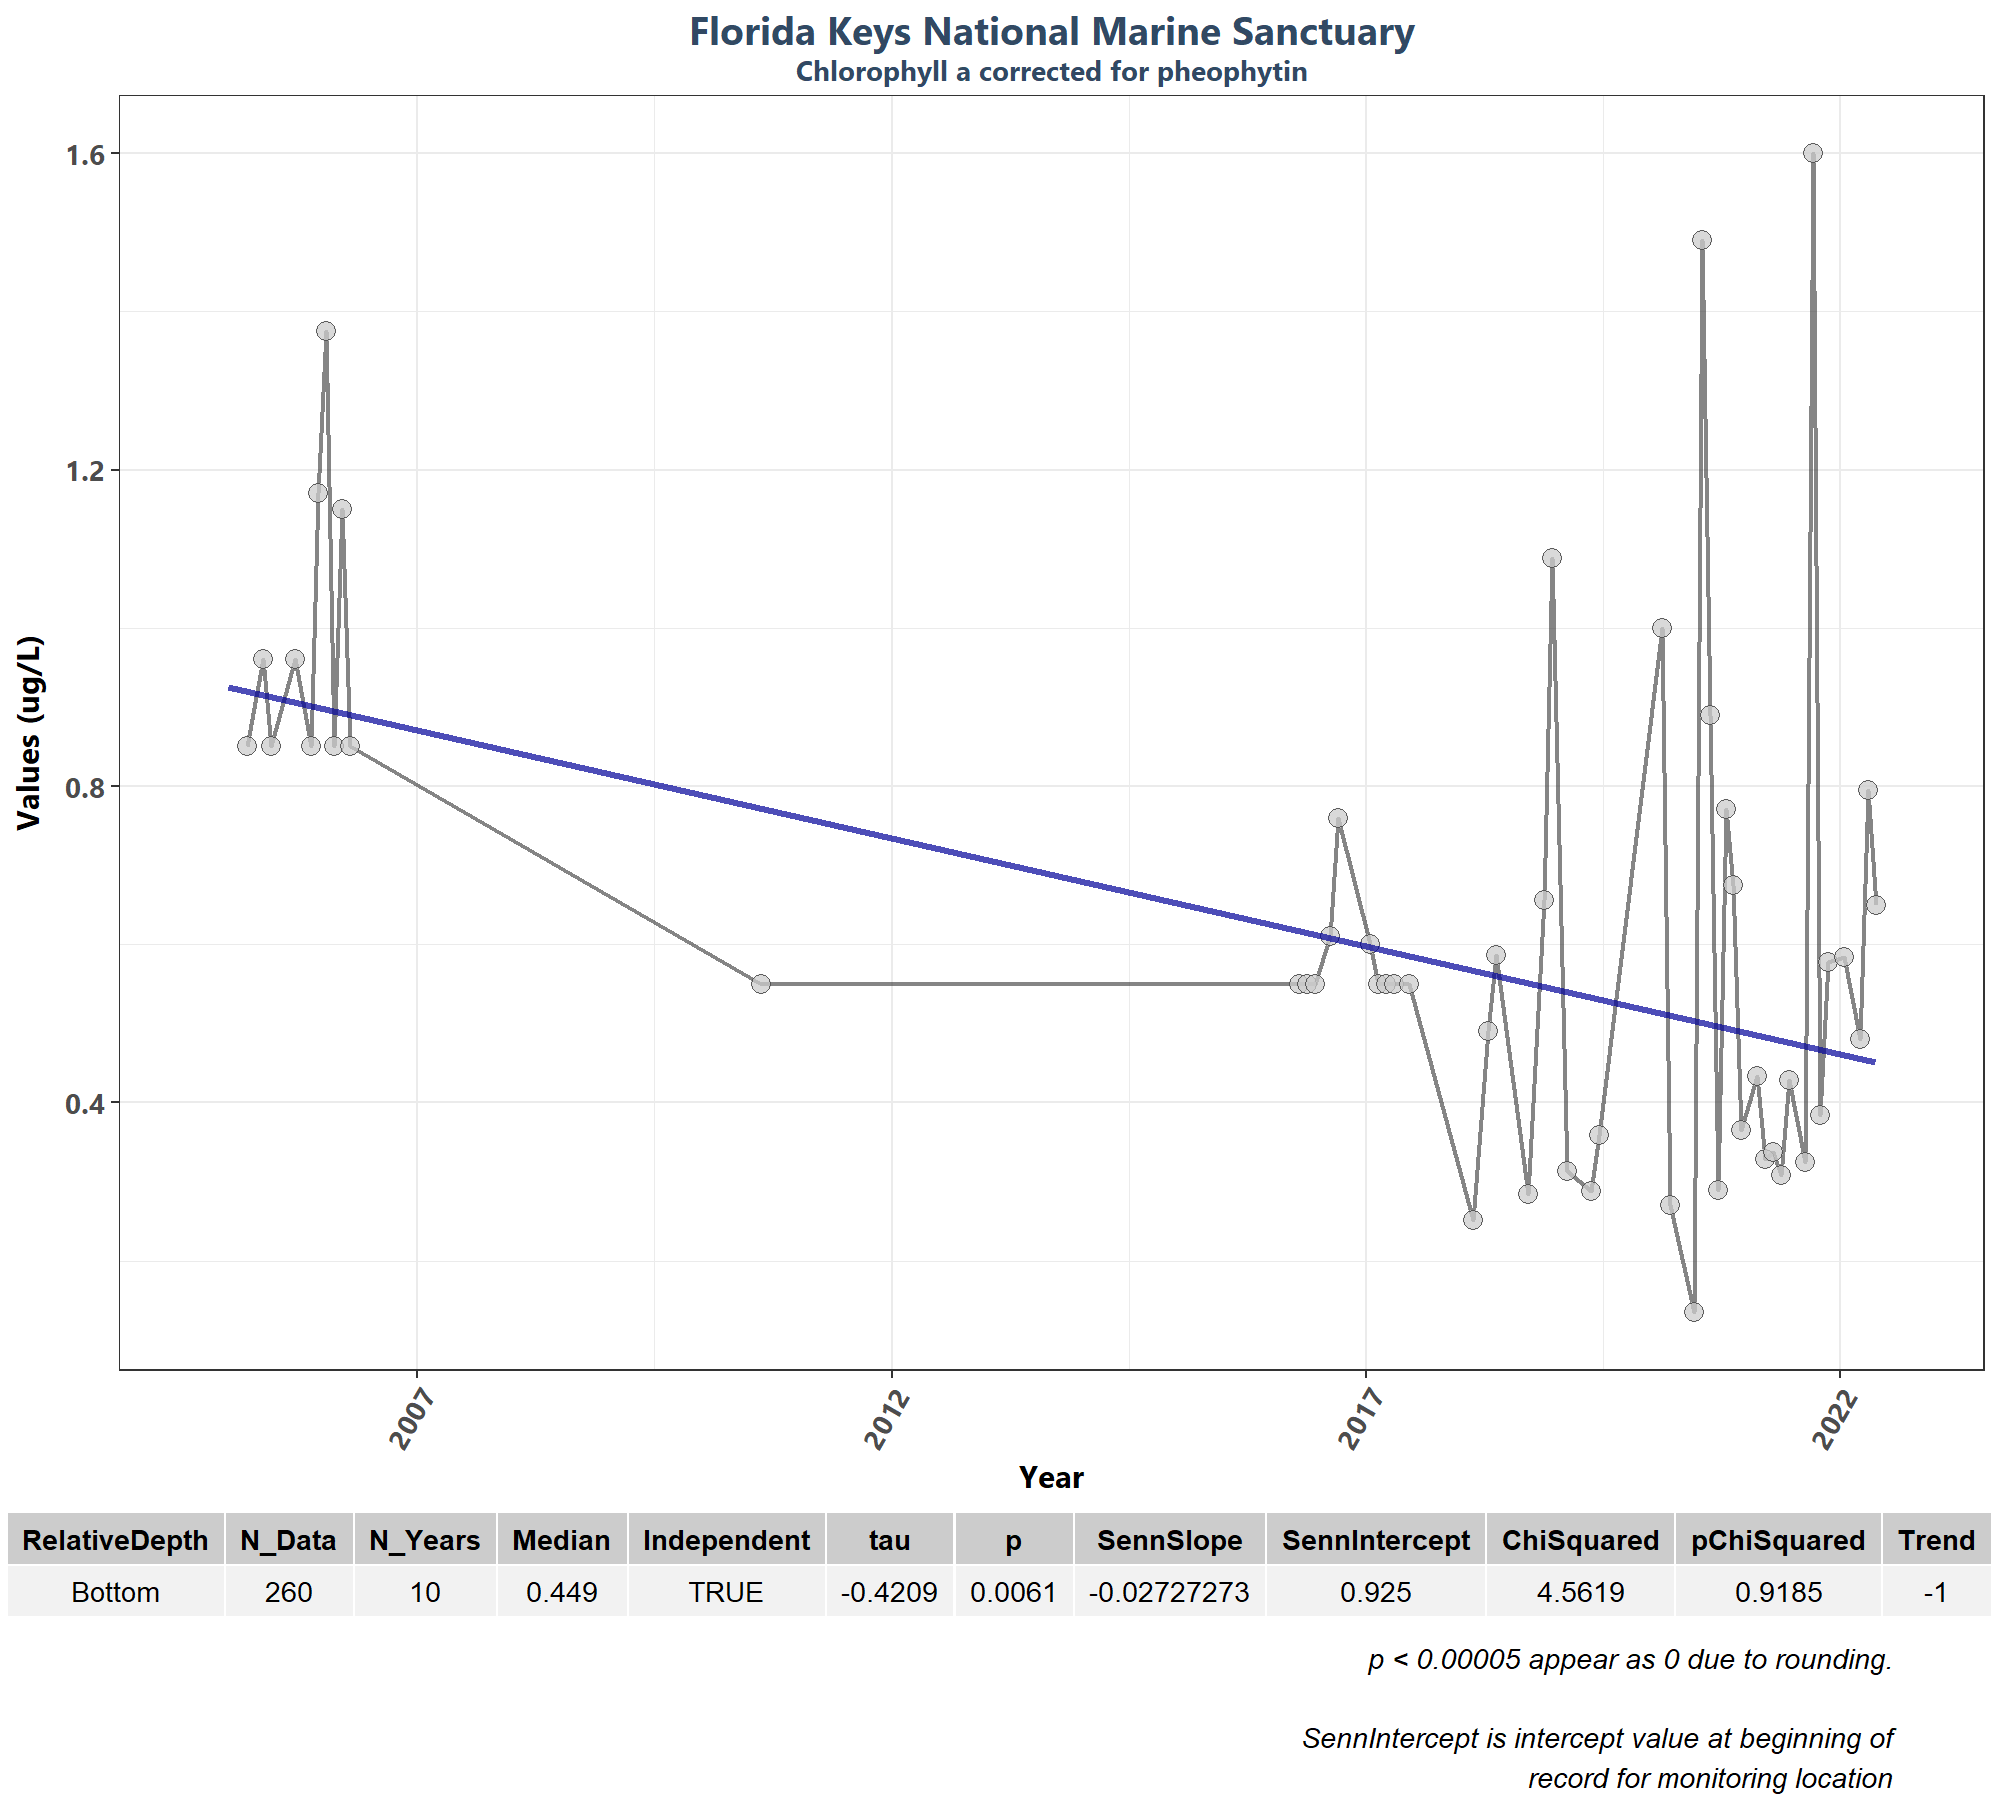 Florida Keys National Marine Sanctuary
Chlorophyll a corrected for pheophytin
1.6
1.2
0.8
0.4
Values (ug/L)
2007 2012 2017 2022
Year
RelativeDepth N_Data N_Years Median Independent tau p SennSlope SennIntercept ChiSquared pChiSquared Trend
Bottom 260 10 0.449 TRUE -0.4209 0.0061 -0.02727273 0.925 4.5619 0.9185 -1
p < 0.00005 appear as 0 due to rounding.
SennIntercept is intercept value at beginning of
record for monitoring location